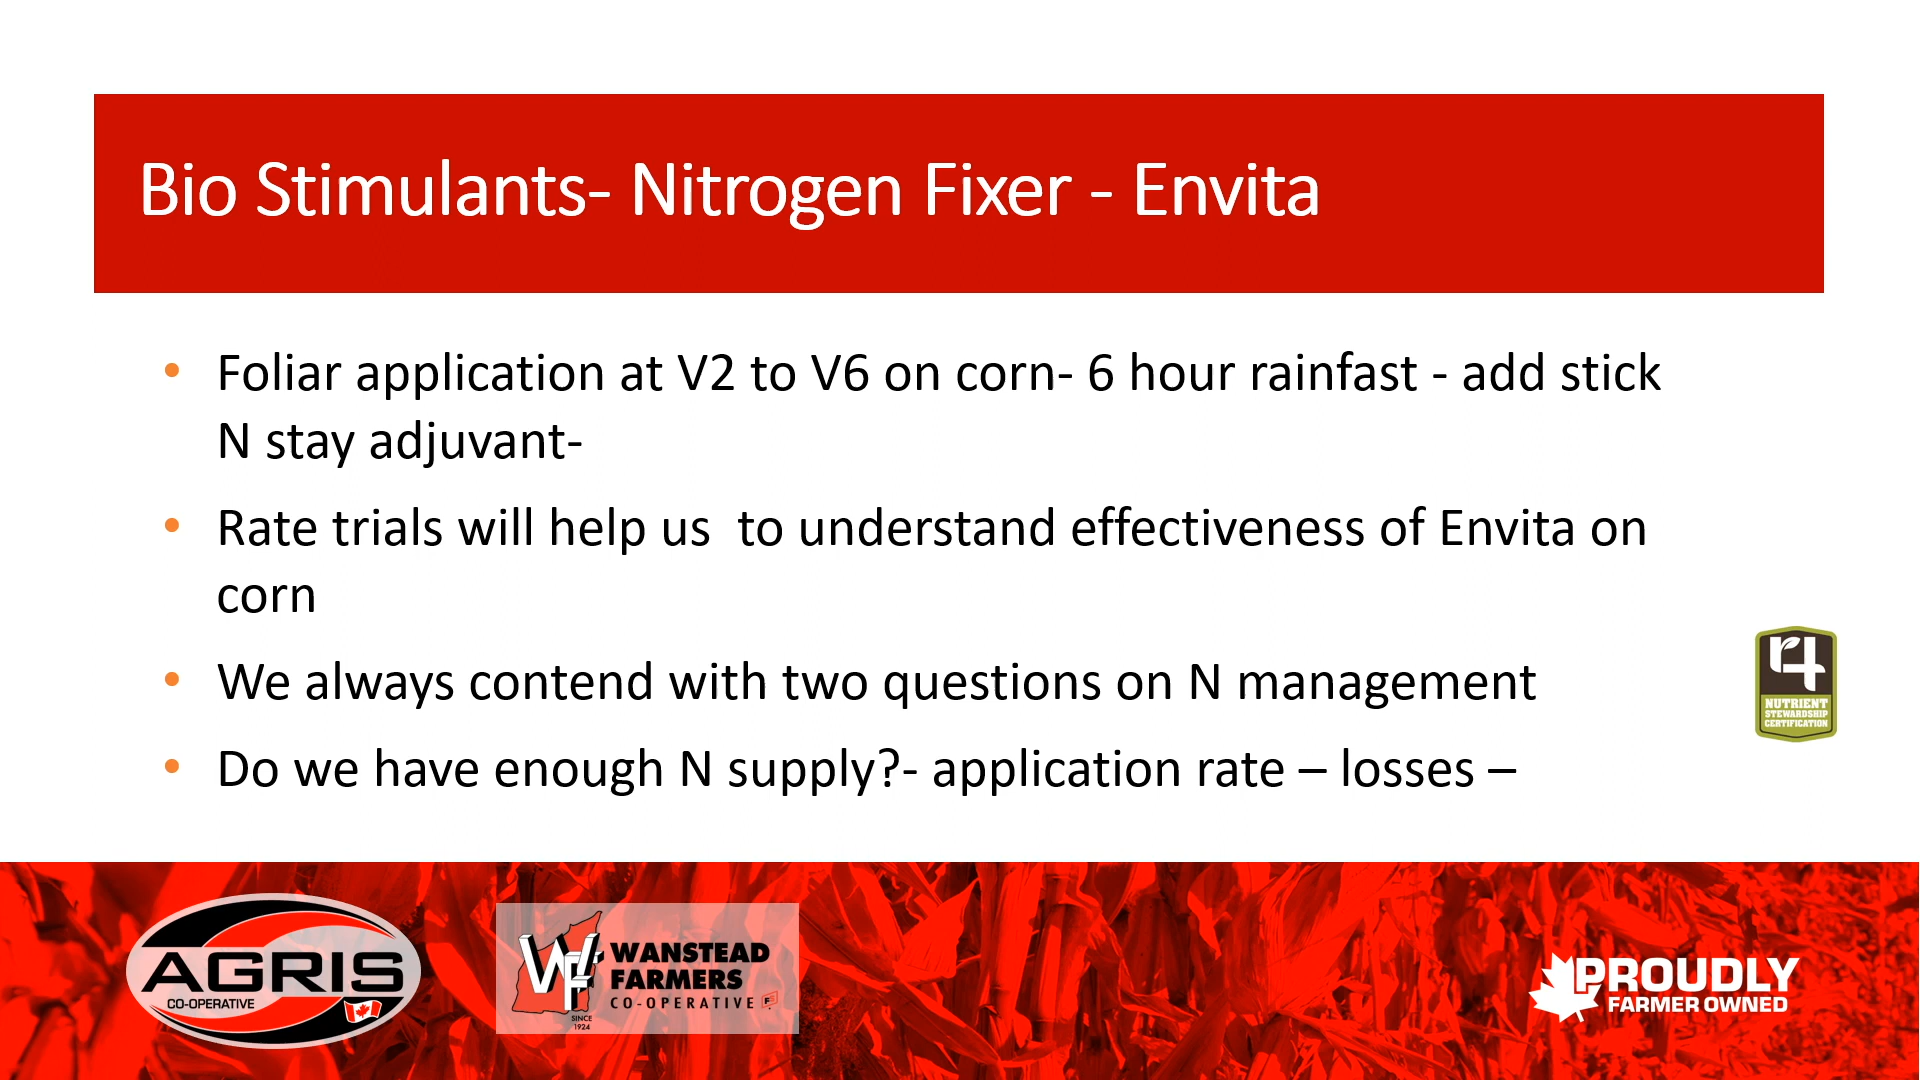 Bio Stimulants- Nitrogen Fixer - Envita
• Foliar application at V2 to V6 on corn- 6 hour rainfast - add stick
N stay adjuvant-
• Rate trials will help us  to understand effectiveness of Envita on
corn
• We always contend with two questions on N management
• Do we have enough N supply?- application rate – losses –
r4
NUTRIENT
STEWARDSHIP
CERTIFICATION
AGRIS
CO-OPERATIVE
WF
WANSTEAD
FARMERS
CO-OPERATIVE
SINCE
1924
PROUDLY
FARMER OWNED